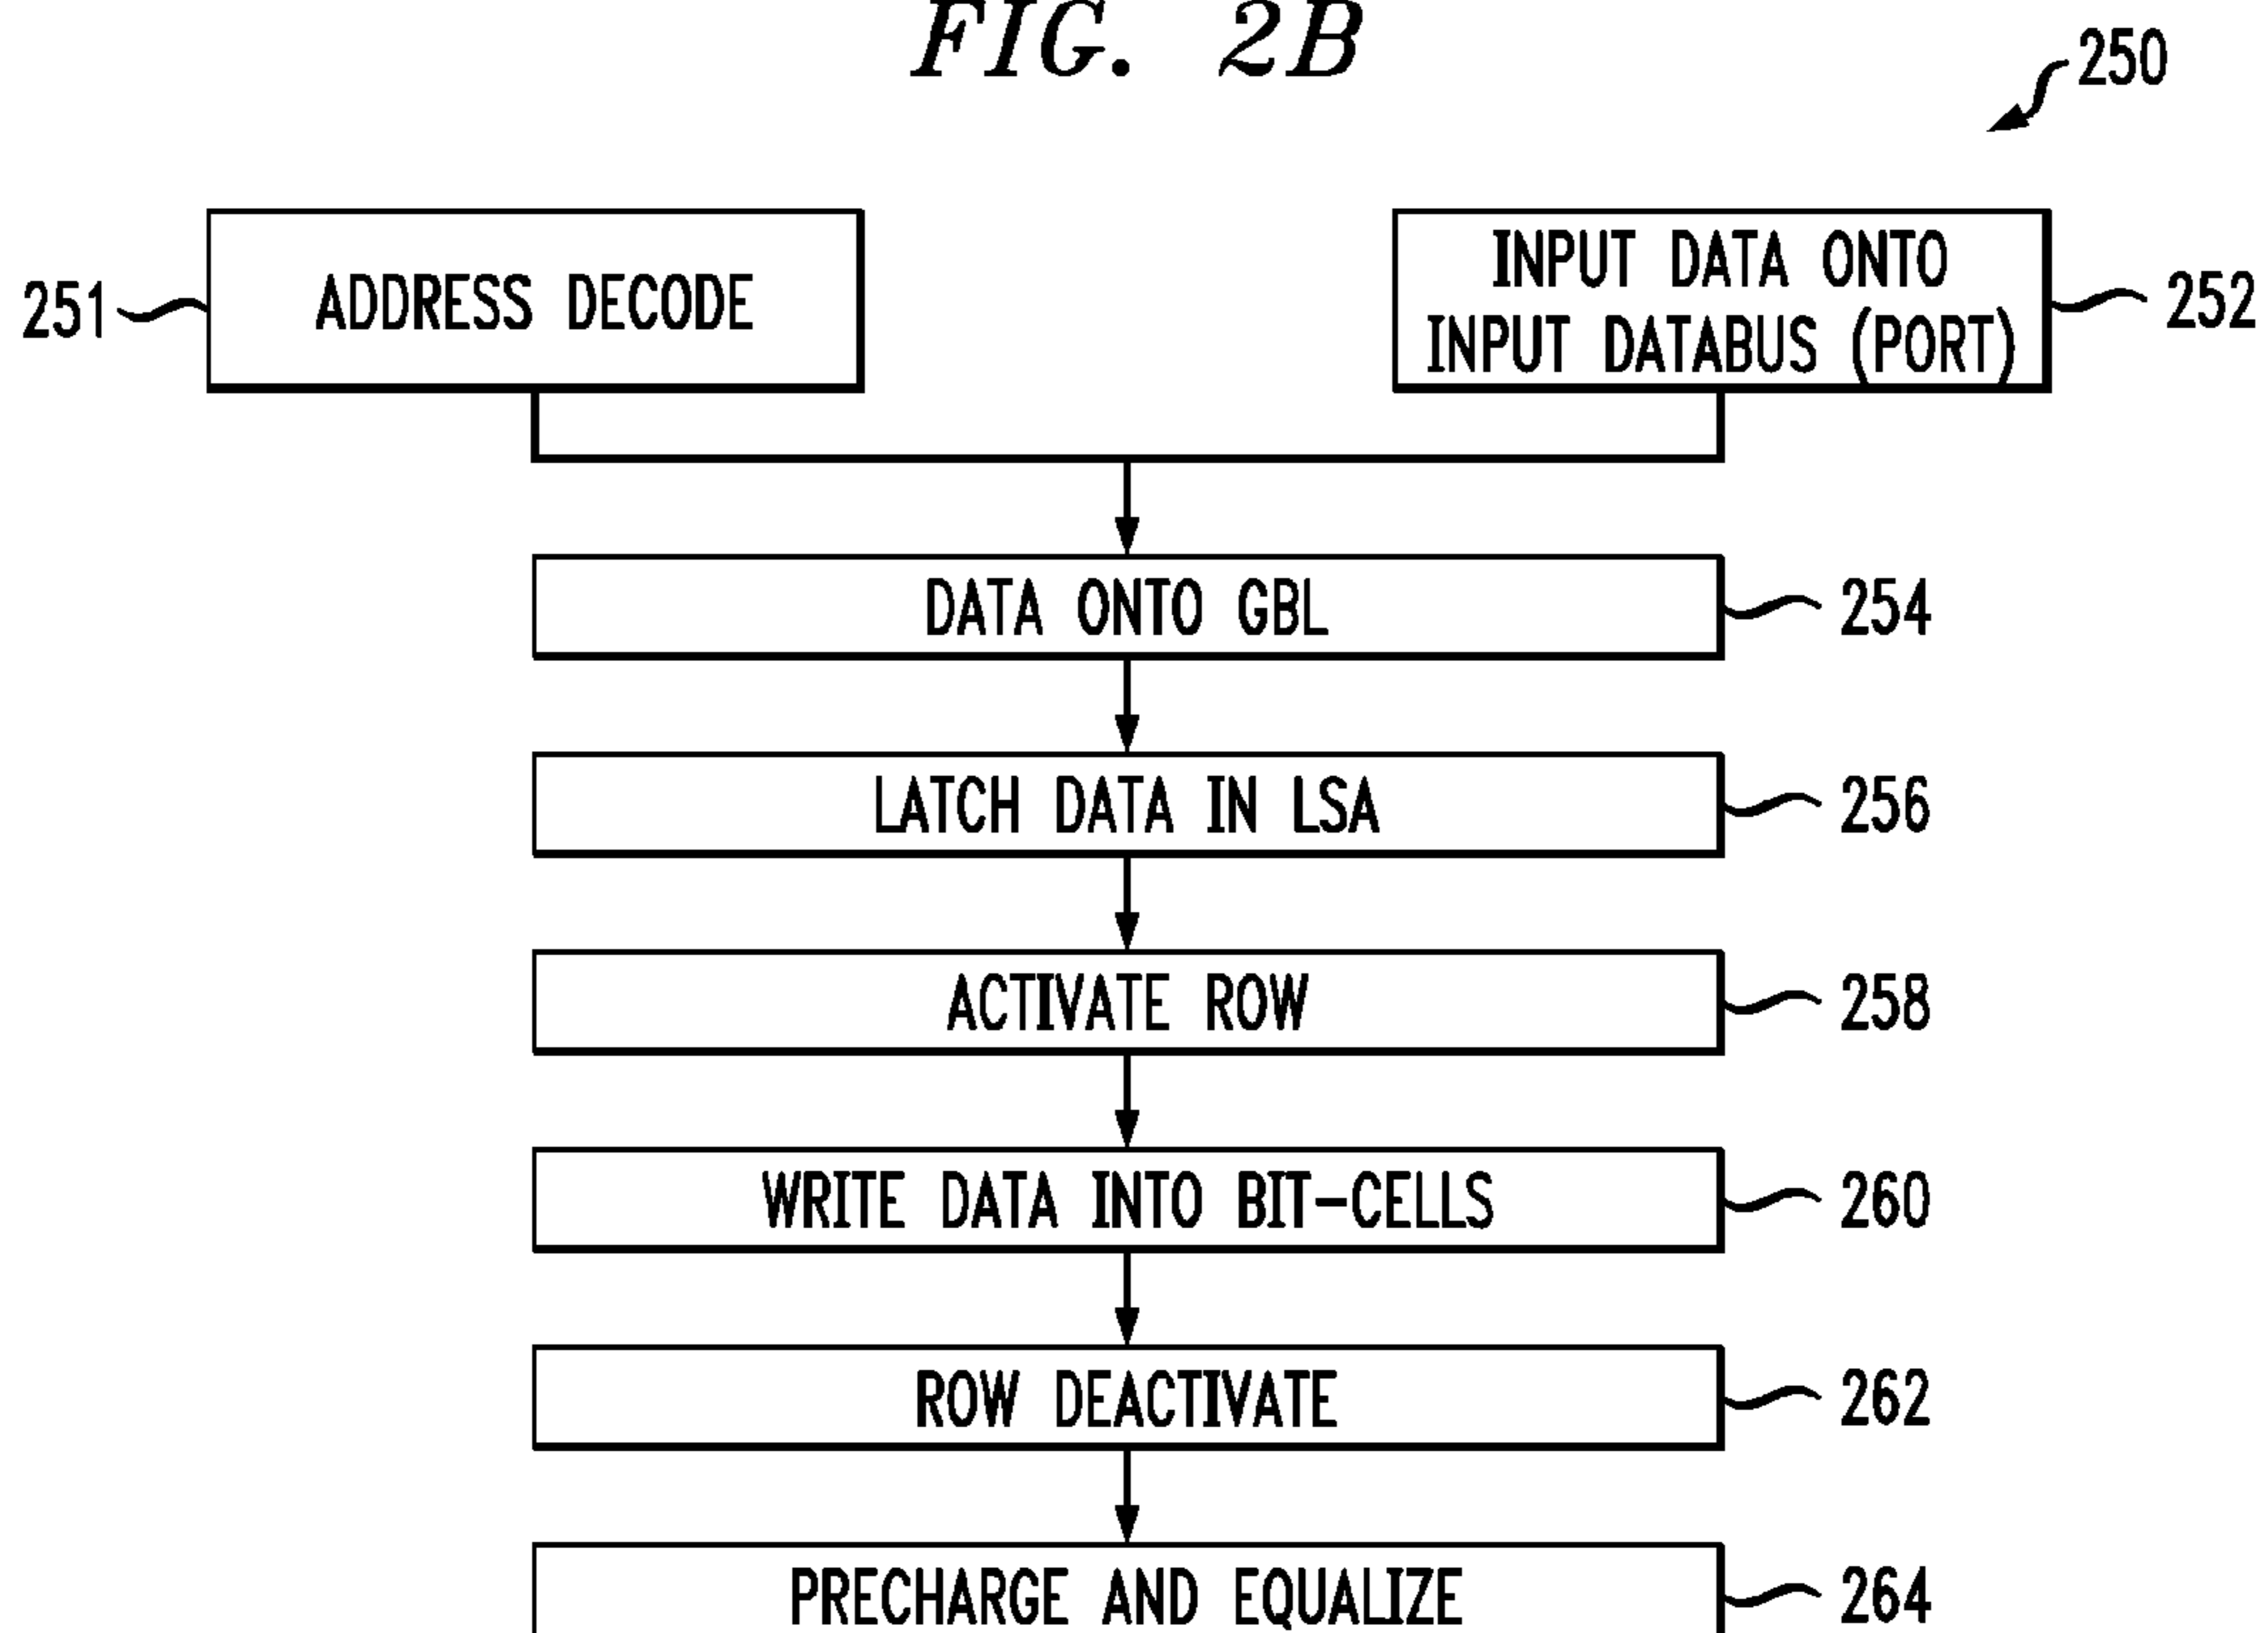 FIG. 2B
250
251
ADDRESS DECODE
INPUT DATA ONTO
INPUT DATABUS (PORT)
252
DATA ONTO GBL
254
LATCH DATA IN LSA
256
ACTIVATE ROW
258
WRITE DATA INTO BIT-CELLS
260
ROW DEACTIVATE
262
PRECHARGE AND EQUALIZE
264